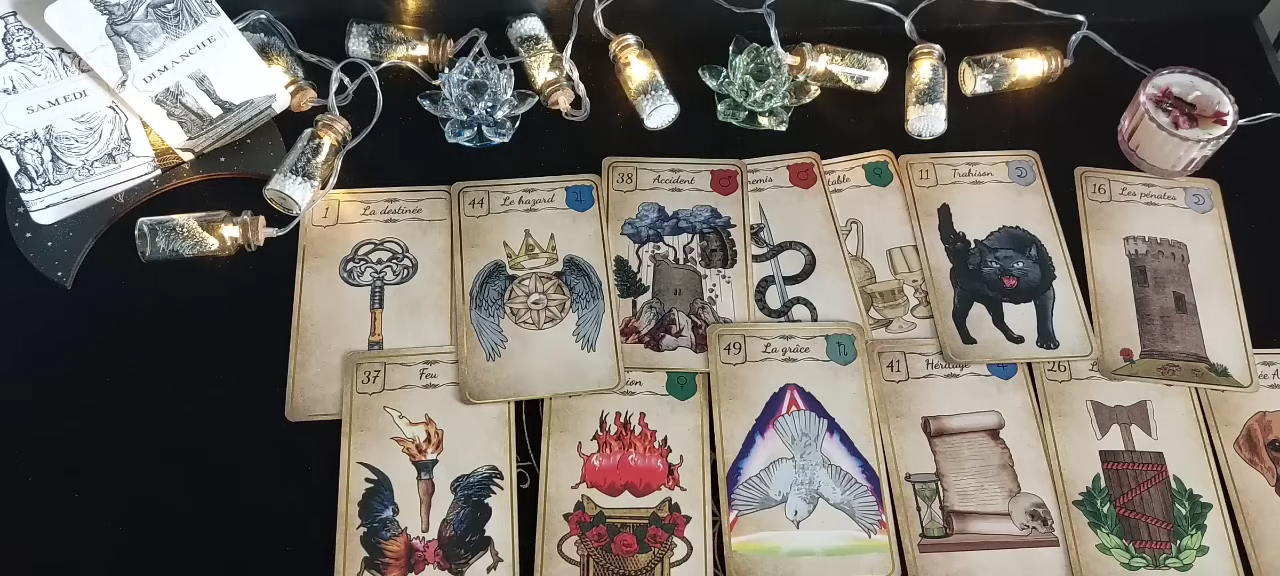 SAMEDI
DIMANCHE
1 La destinée
44 Le hazard
38 Accident
11 Trahison
16 Les pénates
37 Feu
49 La grâce
41 Héritage
26